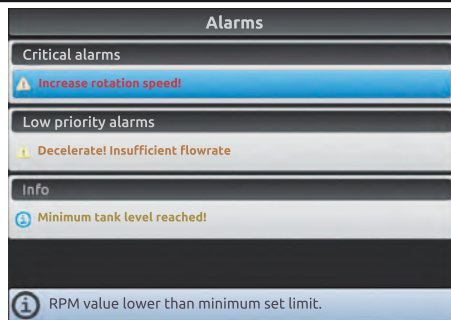 Alarms
Critical alarms
Increase rotation speed!
Low priority alarms
Decelerate! Insufficient flowrate
Info
Minimum tank level reached!
RPM value lower than minimum set limit.